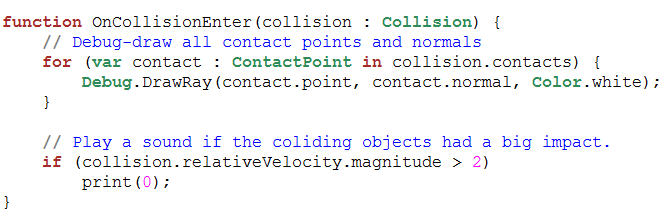 function OnCollisionEnter(collision : Collision) {
    // Debug-draw all contact points and normals
    for (var contact : ContactPoint in collision.contacts) {
        Debug.DrawRay(contact.point, contact.normal, Color.white);
    }

    // Play a sound if the coliding objects had a big impact.
    if (collision.relativeVelocity.magnitude > 2)
        print(0);
}